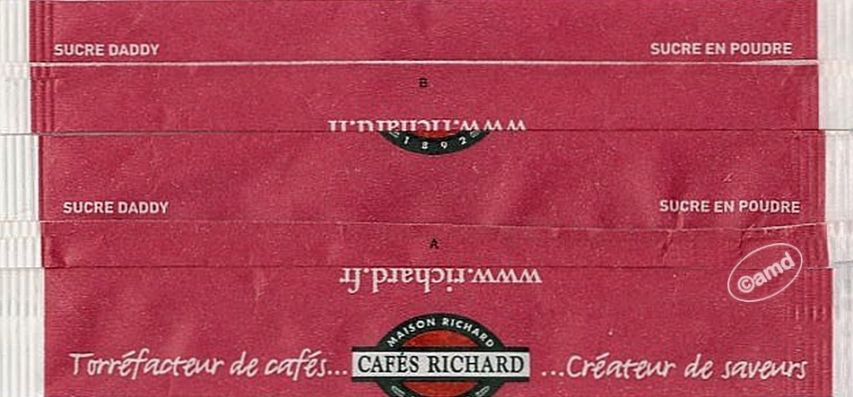 SUCRE DADDY SUCRE EN POUDRE
B
www.richard.fr
1892
SUCRE DADDY SUCRE EN POUDRE
A
www.richard.fr
©amd
MAISON RICHARD
Torréfacteur de cafés... CAFÉS RICHARD ...Créateur de saveurs